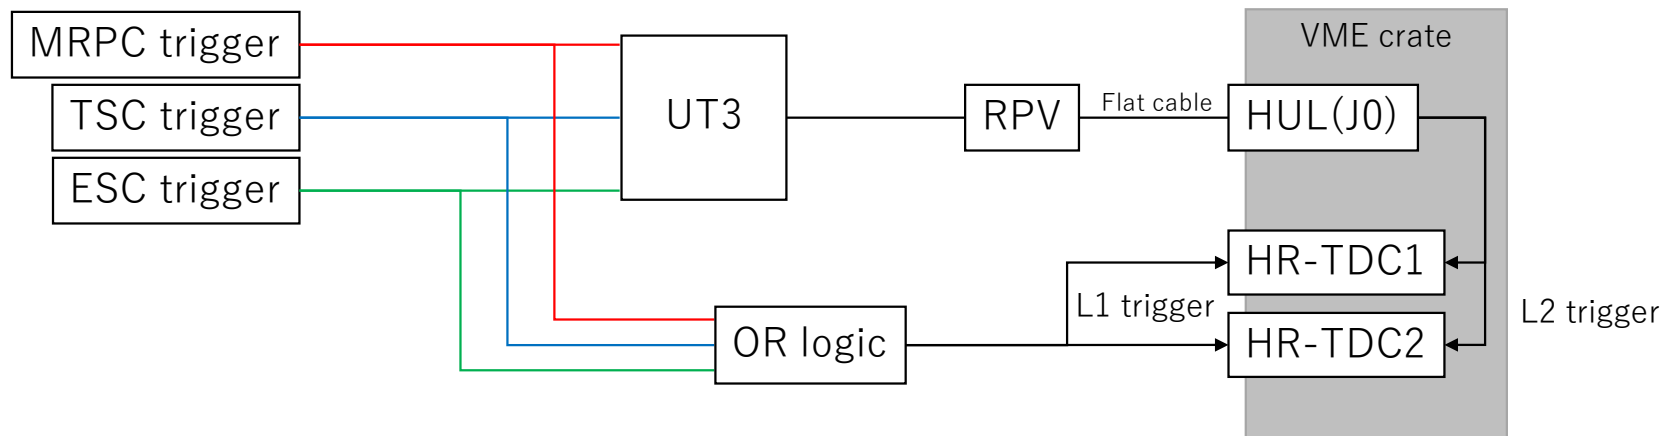 MRPC trigger
TSC trigger
ESC trigger
UT3
RPV
Flat cable
VME crate
HUL(J0)
HR-TDC1
L1 trigger
HR-TDC2
L2 trigger
OR logic